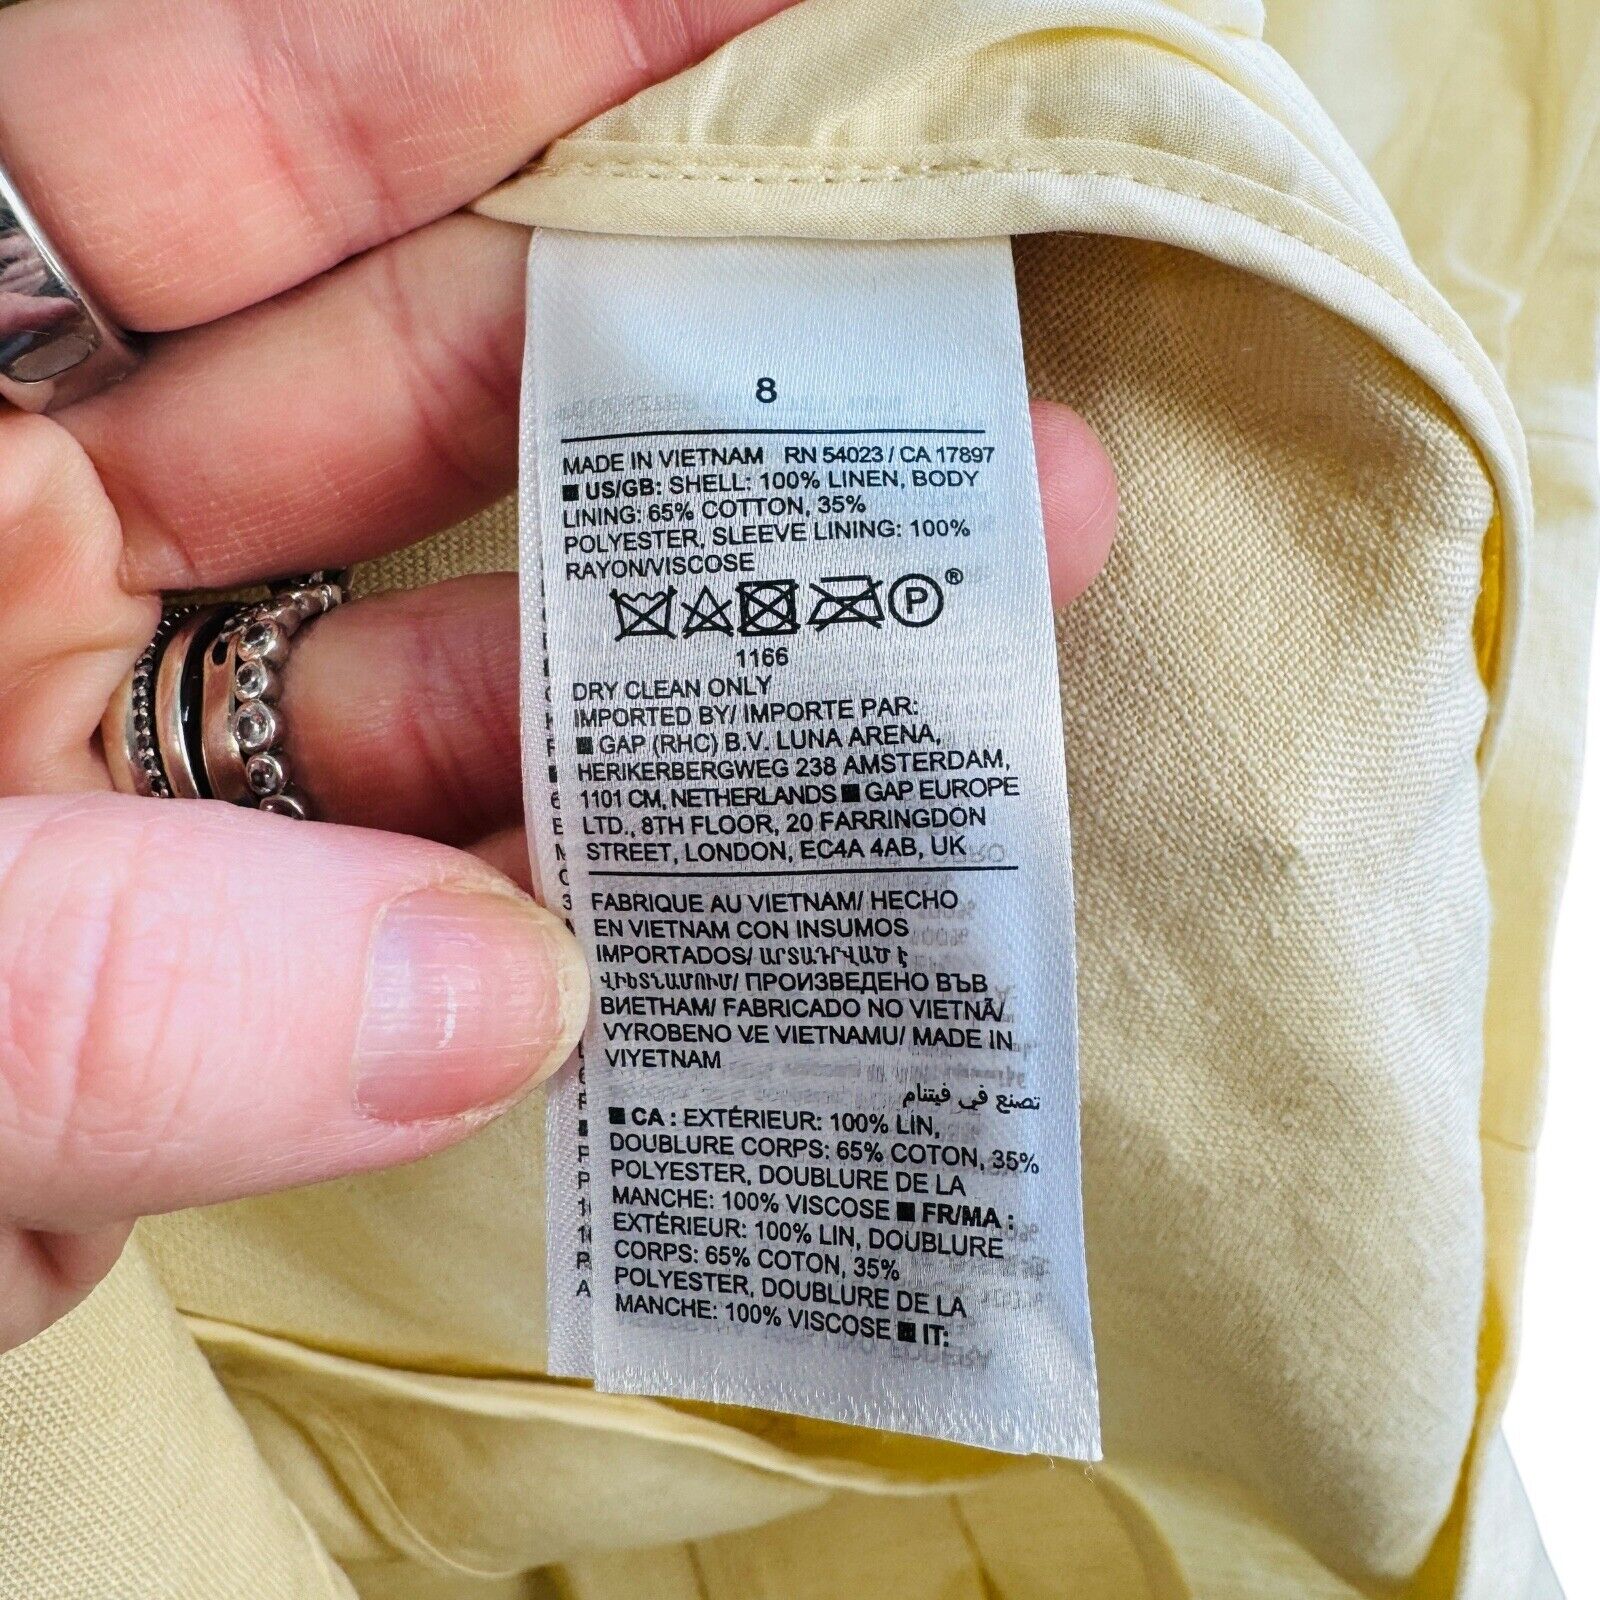 8
MADE IN VIETNAM RN 54023 / CA 17897
■ US/GB: SHELL: 100% LINEN, BODY
LINING: 65% COTTON, 35%
POLYESTER, SLEEVE LINING: 100%
RAYON/VISCOSE
P ®
1166
DRY CLEAN ONLY
IMPORTED BY/ IMPORTE PAR:
■ GAP (RHC) B.V. LUNA ARENA,
HERIKERBERGWEG 238 AMSTERDAM,
1101 CM, NETHERLANDS ■ GAP EUROPE
LTD., 8TH FLOOR, 20 FARRINGDON
STREET, LONDON, EC4A 4AB, UK
FABRIQUE AU VIETNAM/ HECHO
EN VIETNAM CON INSUMOS
IMPORTADOS/ ԱՐՏԱԴՐՎԱԾ Է
ՎԻԵՏՆԱՄՈՒՄ/ ПРОИЗВЕДЕНО ВЪВ
ВИЕТНАМ/ FABRICADO NO VIETNÃ/
VYROBENO VE VIETNAMU/ MADE IN
VIYETNAM
تصنع في فيتنام
■ CA : EXTÉRIEUR: 100% LIN,
DOUBLURE CORPS: 65% COTON, 35%
POLYESTER, DOUBLURE DE LA
MANCHE: 100% VISCOSE ■ FR/MA :
EXTÉRIEUR: 100% LIN, DOUBLURE
CORPS: 65% COTON, 35%
POLYESTER, DOUBLURE DE LA
MANCHE: 100% VISCOSE ■ IT: